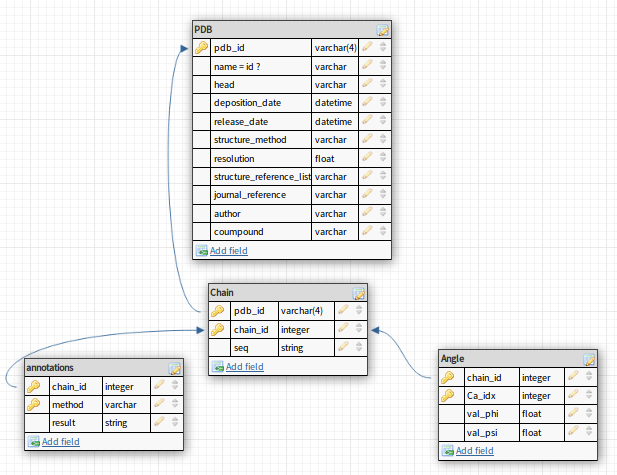 PDB
pdb_id varchar(4)
name = id ? varchar
head varchar
deposition_date datetime
release_date datetime
structure_method varchar
resolution float
structure_reference_list varchar
journal_reference varchar
author varchar
coumpound varchar
Add field
Chain
pdb_id varchar(4)
chain_id integer
seq string
Add field
annotations
chain_id integer
method varchar
result string
Add field
Angle
chain_id integer
Ca_idx integer
val_phi float
val_psi float
Add field